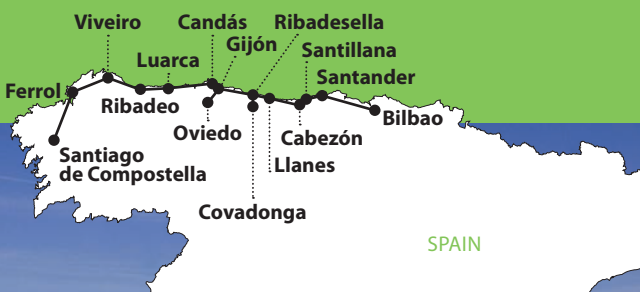 Viveiro
Candás
Ribadesella
Gijón
Santillana
Luarca
Santander
Ferrol
Ribadeo
Bilbao
Oviedo
Cabezón
Santiago
de Compostella
Llanes
Covadonga
SPAIN